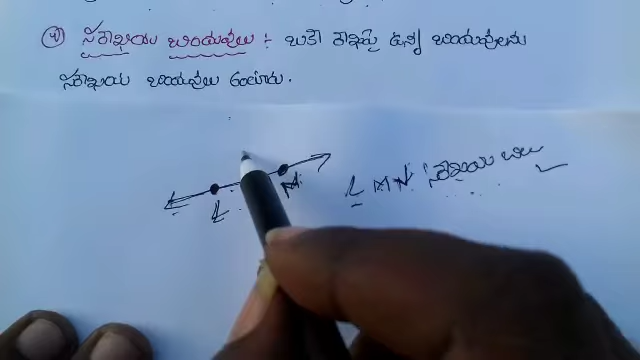 సరేఖీయ బిందువులు :- ఒకే రేఖపై ఉన్న బిందువులను
సరేఖీయ బిందువులు అంటారు.
M
L
L M N